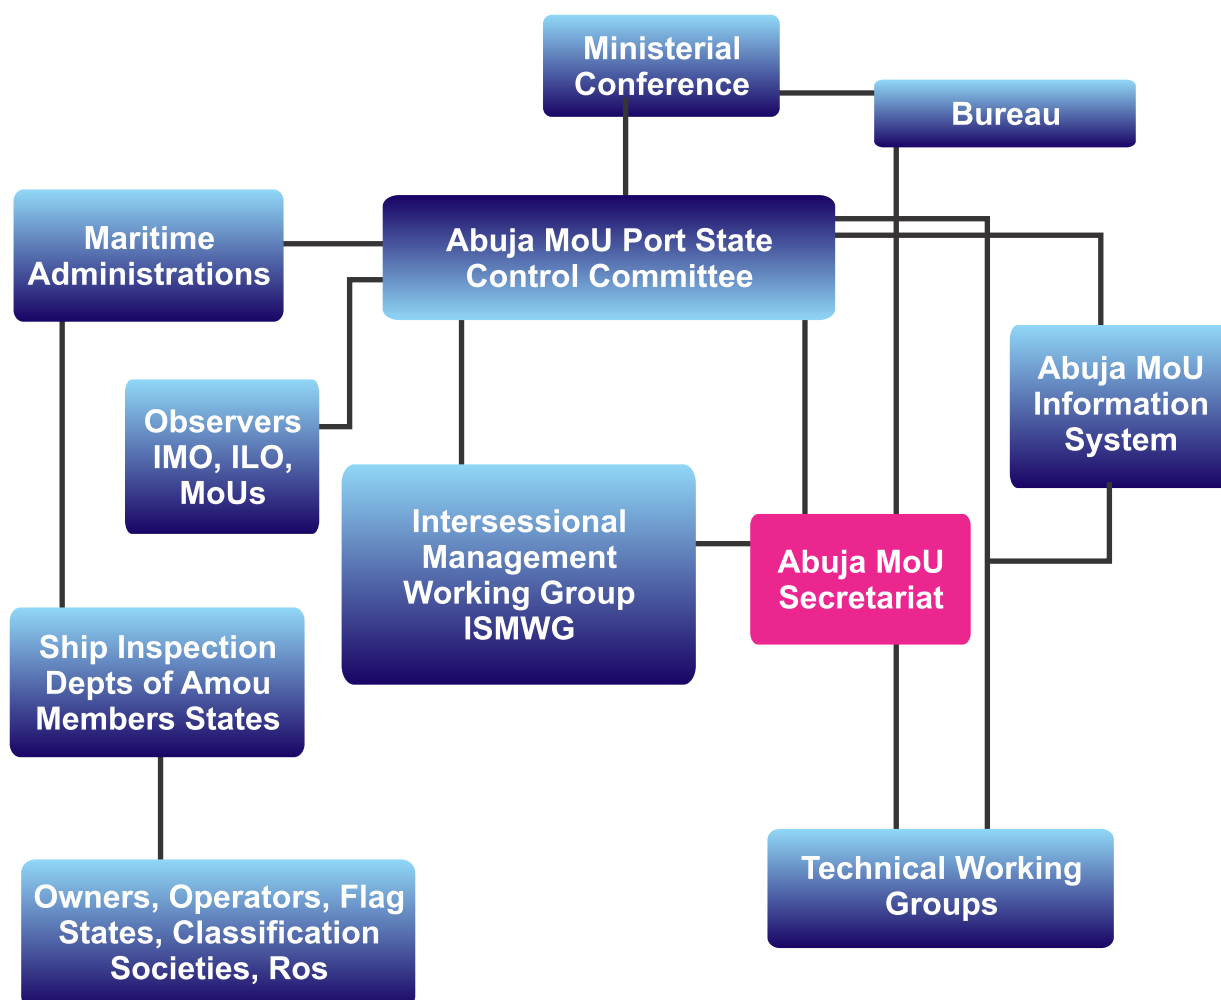 Ministerial
Conference
Bureau
Maritime
Administrations
Abuja MoU Port State
Control Committee
Observers
IMO, ILO,
MoUs
Abuja MoU
Information
System
Intersessional
Management
Working Group
ISMWG
Abuja MoU
Secretariat
Ship Inspection
Depts of Amou
Members States
Technical Working
Groups
Owners, Operators, Flag
States, Classification
Societies, Ros